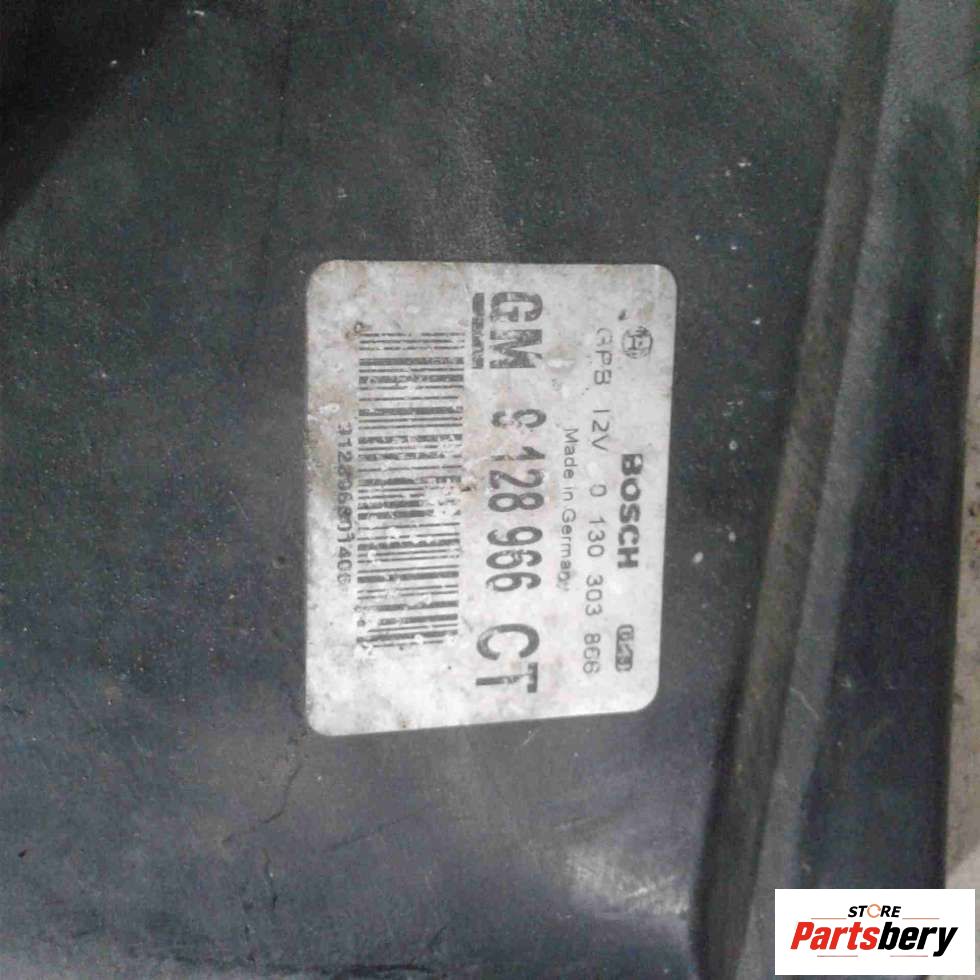 BOSCH
GPB 12V 0 130 303 866
Made in Germany
GM 9 128 966 CT
STORE
Partsbery